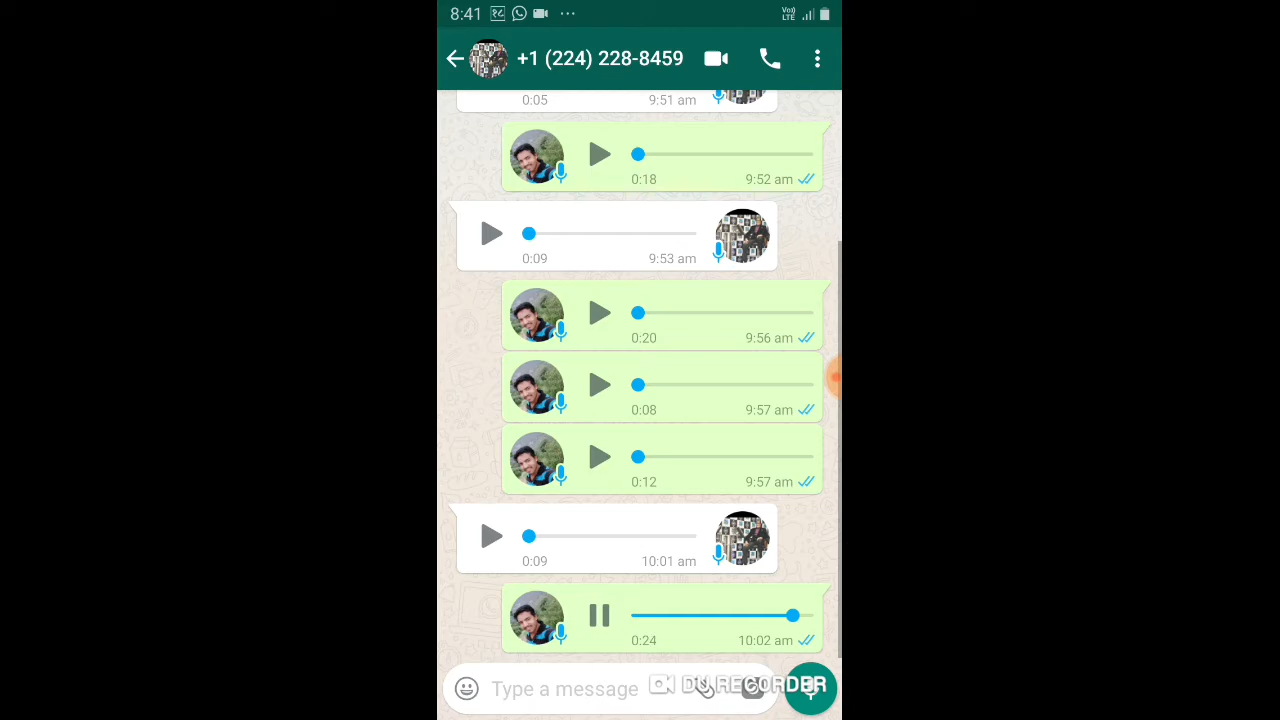 8:41 ... Voo) LTE
+1 (224) 228-8459
0:05 9:51 am
0:18 9:52 am
0:09 9:53 am
0:20 9:56 am
0:08 9:57 am
0:12 9:57 am
0:09 10:01 am
0:24 10:02 am
Type a message DU RECORDER